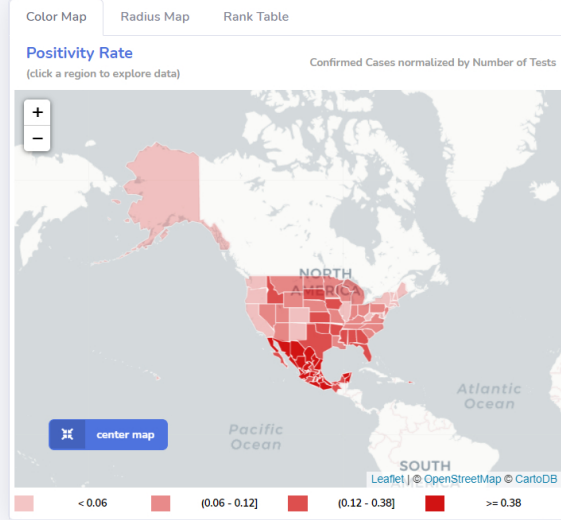 Color Map
Radius Map
Rank Table
Positivity Rate
(click a region to explore data)
Confirmed Cases normalized by Number of Tests
+
−
NORTH
AMERICA
center map
Pacific
Ocean
Atlantic
Ocean
SOUTH
AMERICA
Leaflet | © OpenStreetMap © CartoDB
< 0.06
(0.06 - 0.12]
(0.12 - 0.38]
>= 0.38